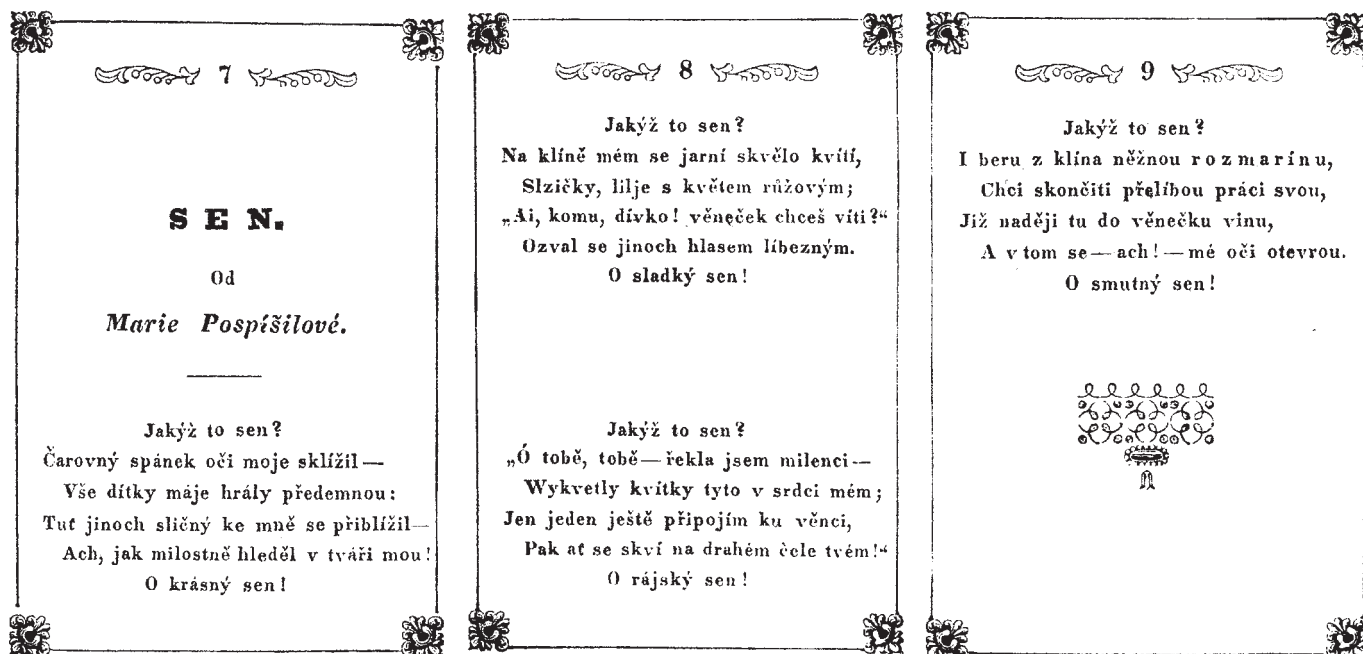 7
SEN.
Od
Marie Pospíšilové.
Jakýž to sen?
Čarovný spánek oči moje sklížil—
Vše dítky máje hrály předemnou:
Tuť jinoch sličný ke mně se přiblížil—
Ach, jak milostně hleděl v tváři mou!
O krásný sen!
8
Jakýž to sen?
Na klíně mém se jarní skvělo kvítí,
Slzičky, lilje s květem růžovým;
„Ai, komu, dívko! věneček chceš víti?“
Ozval se jinoch hlasem líbezným.
O sladký sen!
Jakýž to sen?
„Ó tobě, tobě—řekla jsem milenci—
Wykvetly kvítky tyto v srdci mém;
Jen jeden ještě připojím ku věnci,
Pak ať se skví na drahém čele tvém!“
O rájský sen!
9
Jakýž to sen?
I beru z klína něžnou rozmarínu,
Chci skončiti přelíbou práci svou,
Již naději tu do věnečku vinu,
A v tom se—ach!—mé oči otevrou.
O smutný sen!